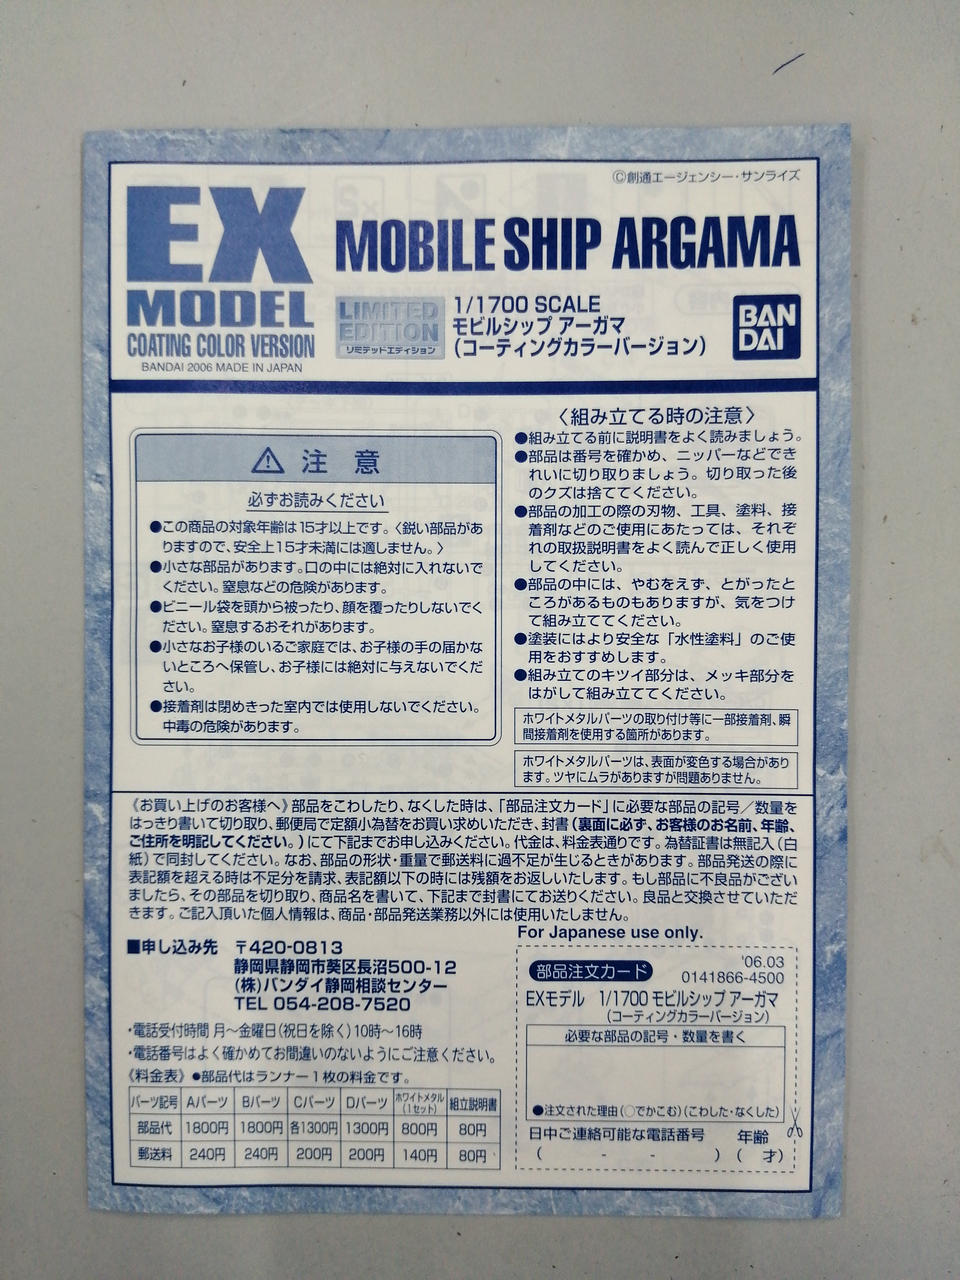 ©創通エージェンシー・サンライズ
EX
MODEL
COATING COLOR VERSION
BANDAI 2006 MADE IN JAPAN
MOBILE SHIP ARGAMA
LIMITED
EDITION
リミテッドエディション
1/1700 SCALE
モビルシップ アーガマ
(コーティングカラーバージョン)
BAN
DAI
⚠ 注 意
必ずお読みください
●この商品の対象年齢は15才以上です。〈鋭い部品があ
りますので、安全上15才未満には適しません。〉
●小さな部品があります。口の中には絶対に入れないで
ください。窒息などの危険があります。
●ビニール袋を頭から被ったり、顔を覆ったりしないでく
ださい。窒息するおそれがあります。
●小さなお子様のいるご家庭では、お子様の手の届かな
いところへ保管し、お子様には絶対に与えないでくだ
さい。
●接着剤は閉めきった室内では使用しないでください。
中毒の危険があります。
〈組み立てる時の注意〉
●組み立てる前に説明書をよく読みましょう。
●部品は番号を確かめ、ニッパーなどでき
れいに切り取りましょう。切り取った後
のクズは捨ててください。
●部品の加工の際の刃物、工具、塗料、接
着剤などのご使用にあたっては、それぞ
れの取扱説明書をよく読んで正しく使用
してください。
●部品の中には、やむをえず、とがったと
ころがあるものもありますが、気をつけ
て組み立ててください。
●塗装にはより安全な「水性塗料」のご使
用をおすすめします。
●組み立てのキツイ部分は、メッキ部分を
はがして組み立ててください。
ホワイトメタルパーツの取り付け等に一部接着剤、瞬
間接着剤を使用する箇所があります。
ホワイトメタルパーツは、表面が変色する場合があり
ます。ツヤにムラがありますが問題ありません。
《お買い上げのお客様へ》部品をこわしたり、なくした時は、「部品注文カード」に必要な部品の記号／数量を
はっきり書いて切り取り、郵便局で定額小為替をお買い求めいただき、封書(裏面に必ず、お客様のお名前、年齢、
ご住所を明記してください。)にて下記までお申し込みください。代金は、料金表通りです。為替証書は無記入(白
紙)で同封してください。なお、部品の形状・重量で郵送料に過不足が生じるときがあります。部品発送の際に
表記額を超える時は不足分を請求、表記額以下の時には残額をお返しいたします。もし部品に不良品がござい
ましたら、その部品を切り取り、商品名を書いて、下記まで封書にてお送りください。良品と交換させていただ
きます。ご記入頂いた個人情報は、商品・部品発送業務以外には使用いたしません。
For Japanese use only.
■申し込み先 〒420-0813
静岡県静岡市葵区長沼500-12
(株)バンダイ静岡相談センター
TEL 054-208-7520
・電話受付時間 月〜金曜日(祝日を除く)10時〜16時
・電話番号はよく確かめてお間違いのないようにご注意ください。
《料金表》●部品代はランナー1枚の料金です。
パーツ記号 Aパーツ Bパーツ Cパーツ Dパーツ ホワイトメタル(1セット) 組立説明書
部品代 1800円 1800円 各1300円 1300円 800円 80円
郵送料 240円 240円 200円 200円 140円 80円
部品注文カード
'06.03
0141866-4500
EXモデル 1/1700 モビルシップ アーガマ
(コーティングカラーバージョン)
必要な部品の記号・数量を書く
●注文された理由(○でかこむ)(こわした・なくした)
日中ご連絡可能な電話番号 年齢
( - - ) ( 才)